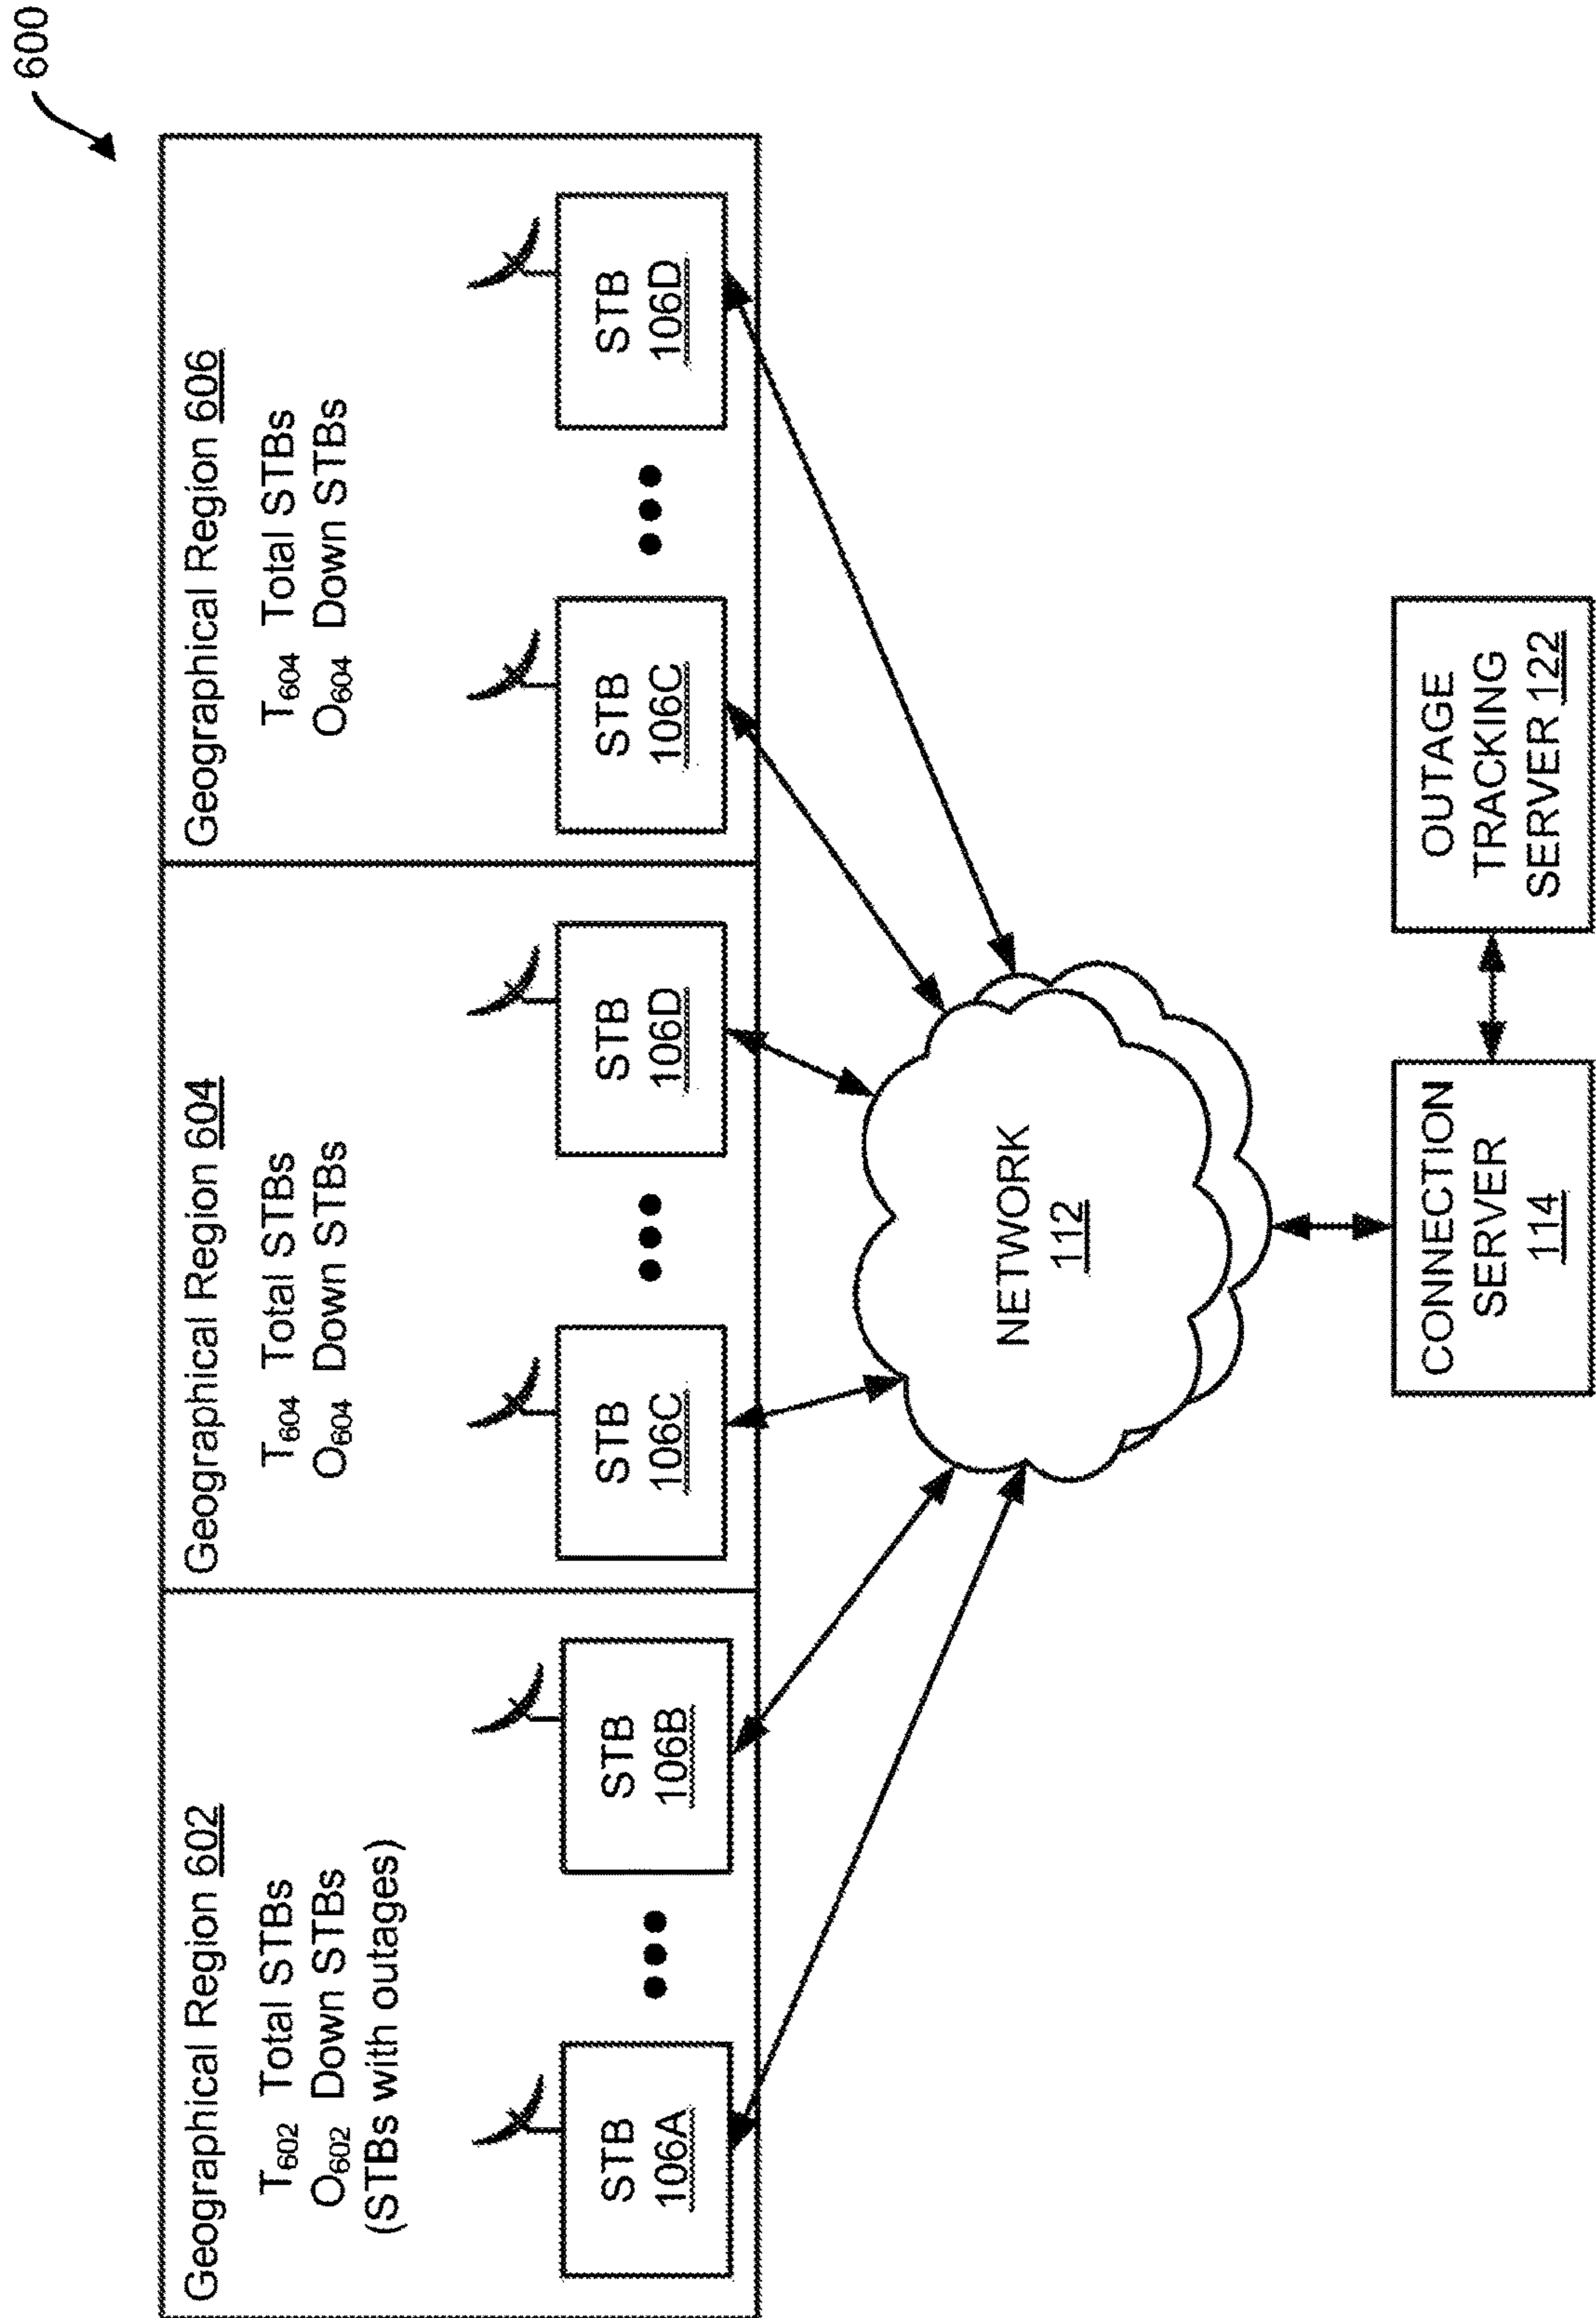 600
Geographical Region 602
T602 Total STBs
O602 Down STBs
(STBs with outages)
STB
106A
STB
106B
Geographical Region 604
T604 Total STBs
O604 Down STBs
STB
106C
STB
106D
Geographical Region 606
T604 Total STBs
O604 Down STBs
STB
106C
STB
106D
NETWORK
112
CONNECTION
SERVER
114
OUTAGE
TRACKING
SERVER 122